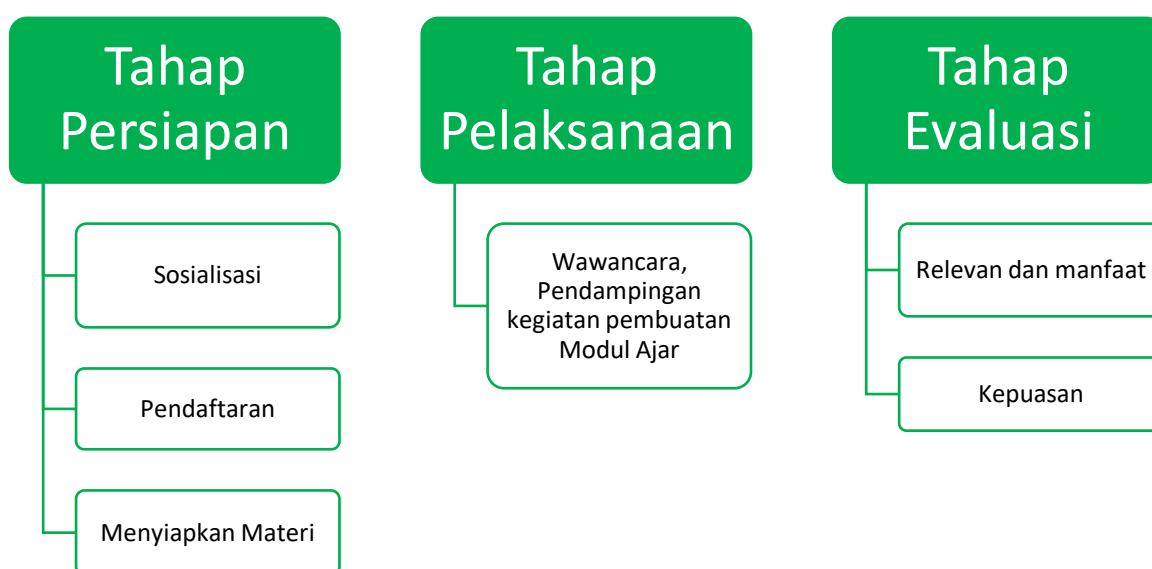 Tahap
Persiapan
Sosialisasi
Pendaftaran
Menyiapkan Materi
Tahap
Pelaksanaan
Wawancara,
Pendampingan
kegiatan pembuatan
Modul Ajar
Tahap
Evaluasi
Relevan dan manfaat
Kepuasan